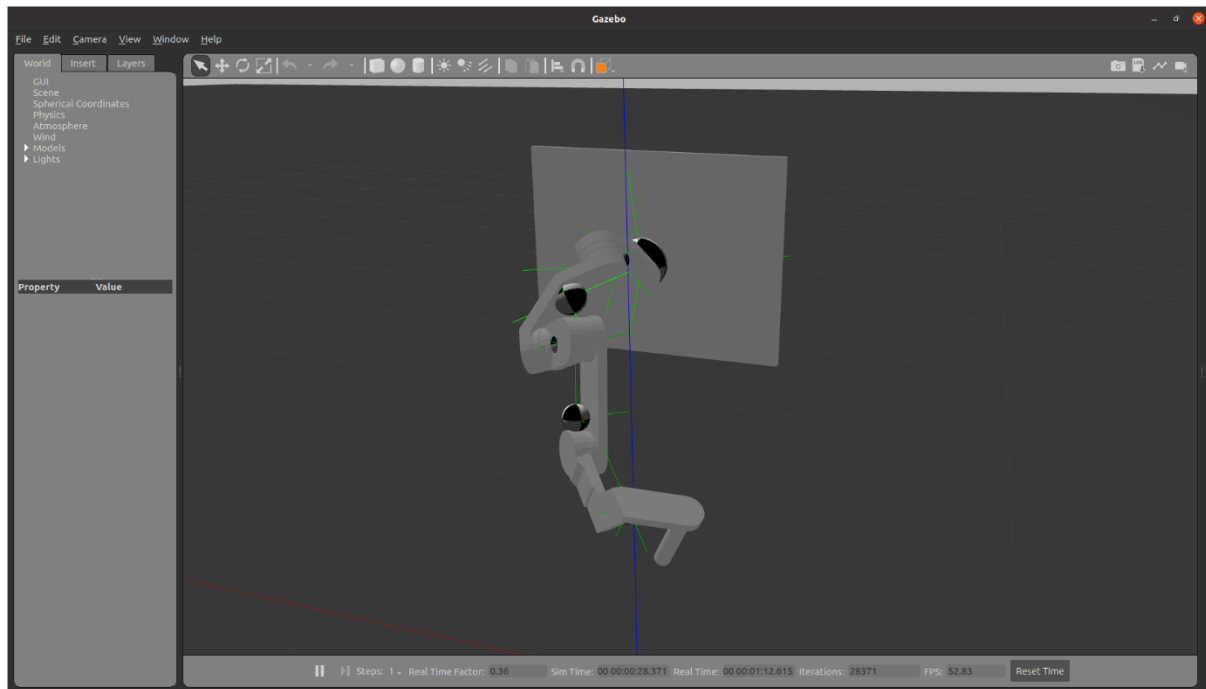 Gazebo
File Edit Camera View Window Help
World Insert Layers
GUI
Scene
Spherical Coordinates
Physics
Atmosphere
Wind
Models
Lights
Property Value
Steps: 1 Real Time Factor: 0.36 Sim Time: 00 00:00:28.371 Real Time: 00 00:01:12.615 Iterations: 28371 FPS: 52.83 Reset Time